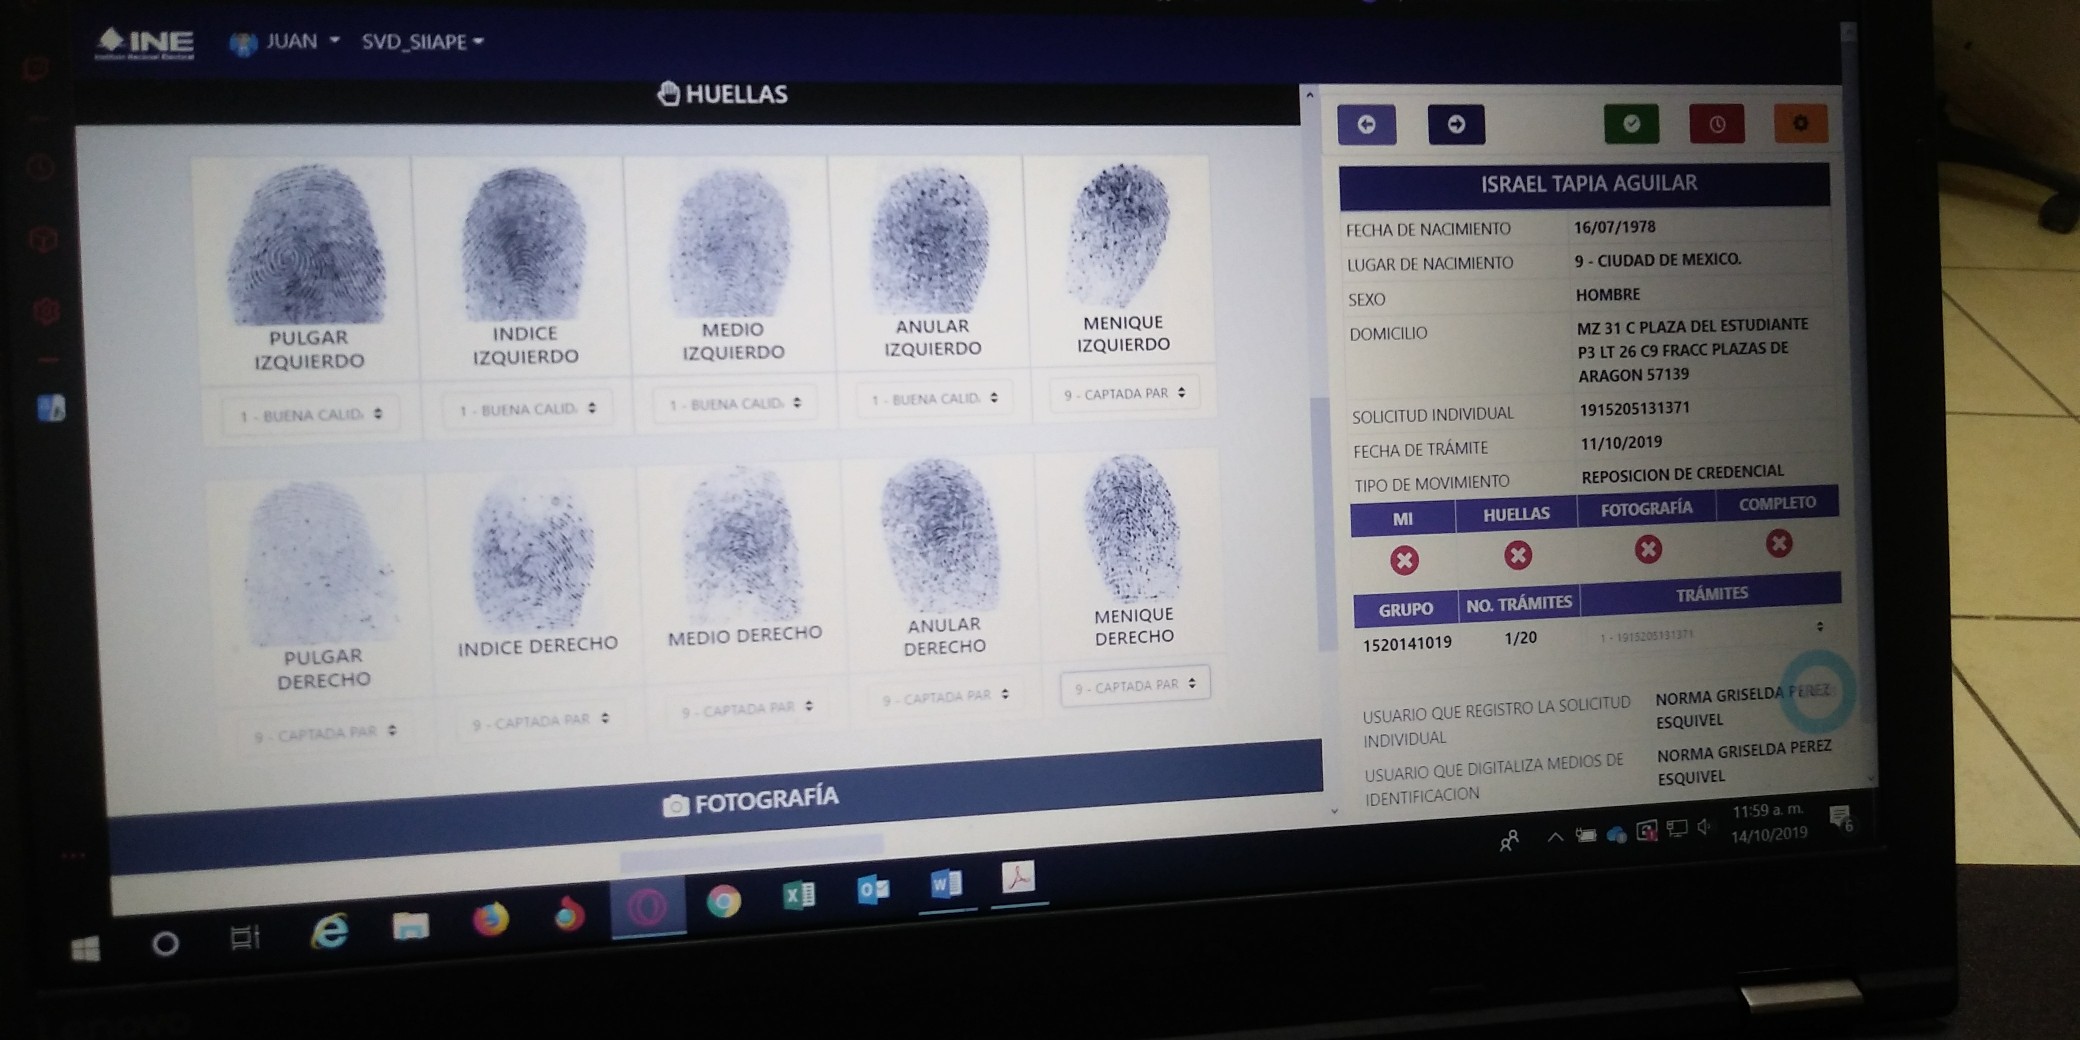 INE
Instituto Nacional Electoral
JUAN
SVD_SIIAPE
HUELLAS
PULGAR
IZQUIERDO
INDICE
IZQUIERDO
MEDIO
IZQUIERDO
ANULAR
IZQUIERDO
MENIQUE
IZQUIERDO
1 - BUENA CALID
1 - BUENA CALID
1 - BUENA CALID
1 - BUENA CALID
9 - CAPTADA PAR
PULGAR
DERECHO
INDICE DERECHO
MEDIO DERECHO
ANULAR
DERECHO
MENIQUE
DERECHO
9 - CAPTADA PAR
9 - CAPTADA PAR
9 - CAPTADA PAR
9 - CAPTADA PAR
9 - CAPTADA PAR
FOTOGRAFÍA
ISRAEL TAPIA AGUILAR
FECHA DE NACIMIENTO 16/07/1978
LUGAR DE NACIMIENTO 9 - CIUDAD DE MEXICO.
SEXO HOMBRE
DOMICILIO MZ 31 C PLAZA DEL ESTUDIANTE
P3 LT 26 C9 FRACC PLAZAS DE
ARAGON 57139
SOLICITUD INDIVIDUAL 1915205131371
FECHA DE TRÁMITE 11/10/2019
TIPO DE MOVIMIENTO REPOSICION DE CREDENCIAL
MI HUELLAS FOTOGRAFÍA COMPLETO
GRUPO NO. TRÁMITES TRÁMITES
1520141019 1/20 1 - 1915205131371
USUARIO QUE REGISTRO LA SOLICITUD
INDIVIDUAL
NORMA GRISELDA PEREZ
ESQUIVEL
USUARIO QUE DIGITALIZA MEDIOS DE
IDENTIFICACION
NORMA GRISELDA PEREZ
ESQUIVEL
11:59 a. m.
14/10/2019
6
Lenovo